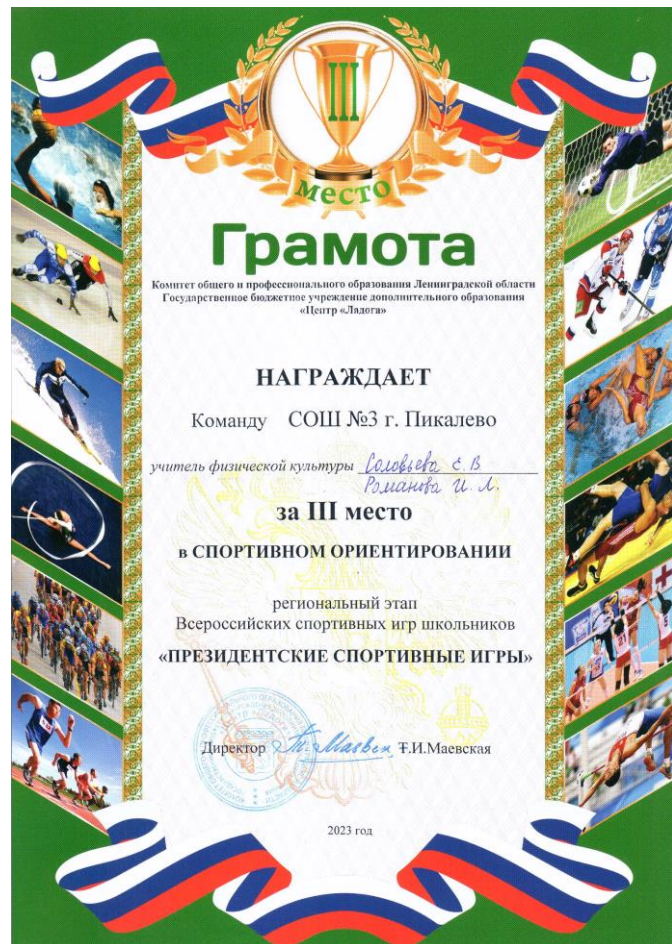 III
место
Грамота
Комитет общего и профессионального образования Ленинградской области
Государственное бюджетное учреждение дополнительного образования
«Центр «Ладога»
НАГРАЖДАЕТ
Команду СОШ №3 г. Пикалево
учитель физической культуры Соловьева Е. В
Романова И. Л.
за III место
в СПОРТИВНОМ ОРИЕНТИРОВАНИИ
региональный этап
Всероссийских спортивных игр школьников
«ПРЕЗИДЕНТСКИЕ СПОРТИВНЫЕ ИГРЫ»
Директор Т.И.Маевская
2023 год